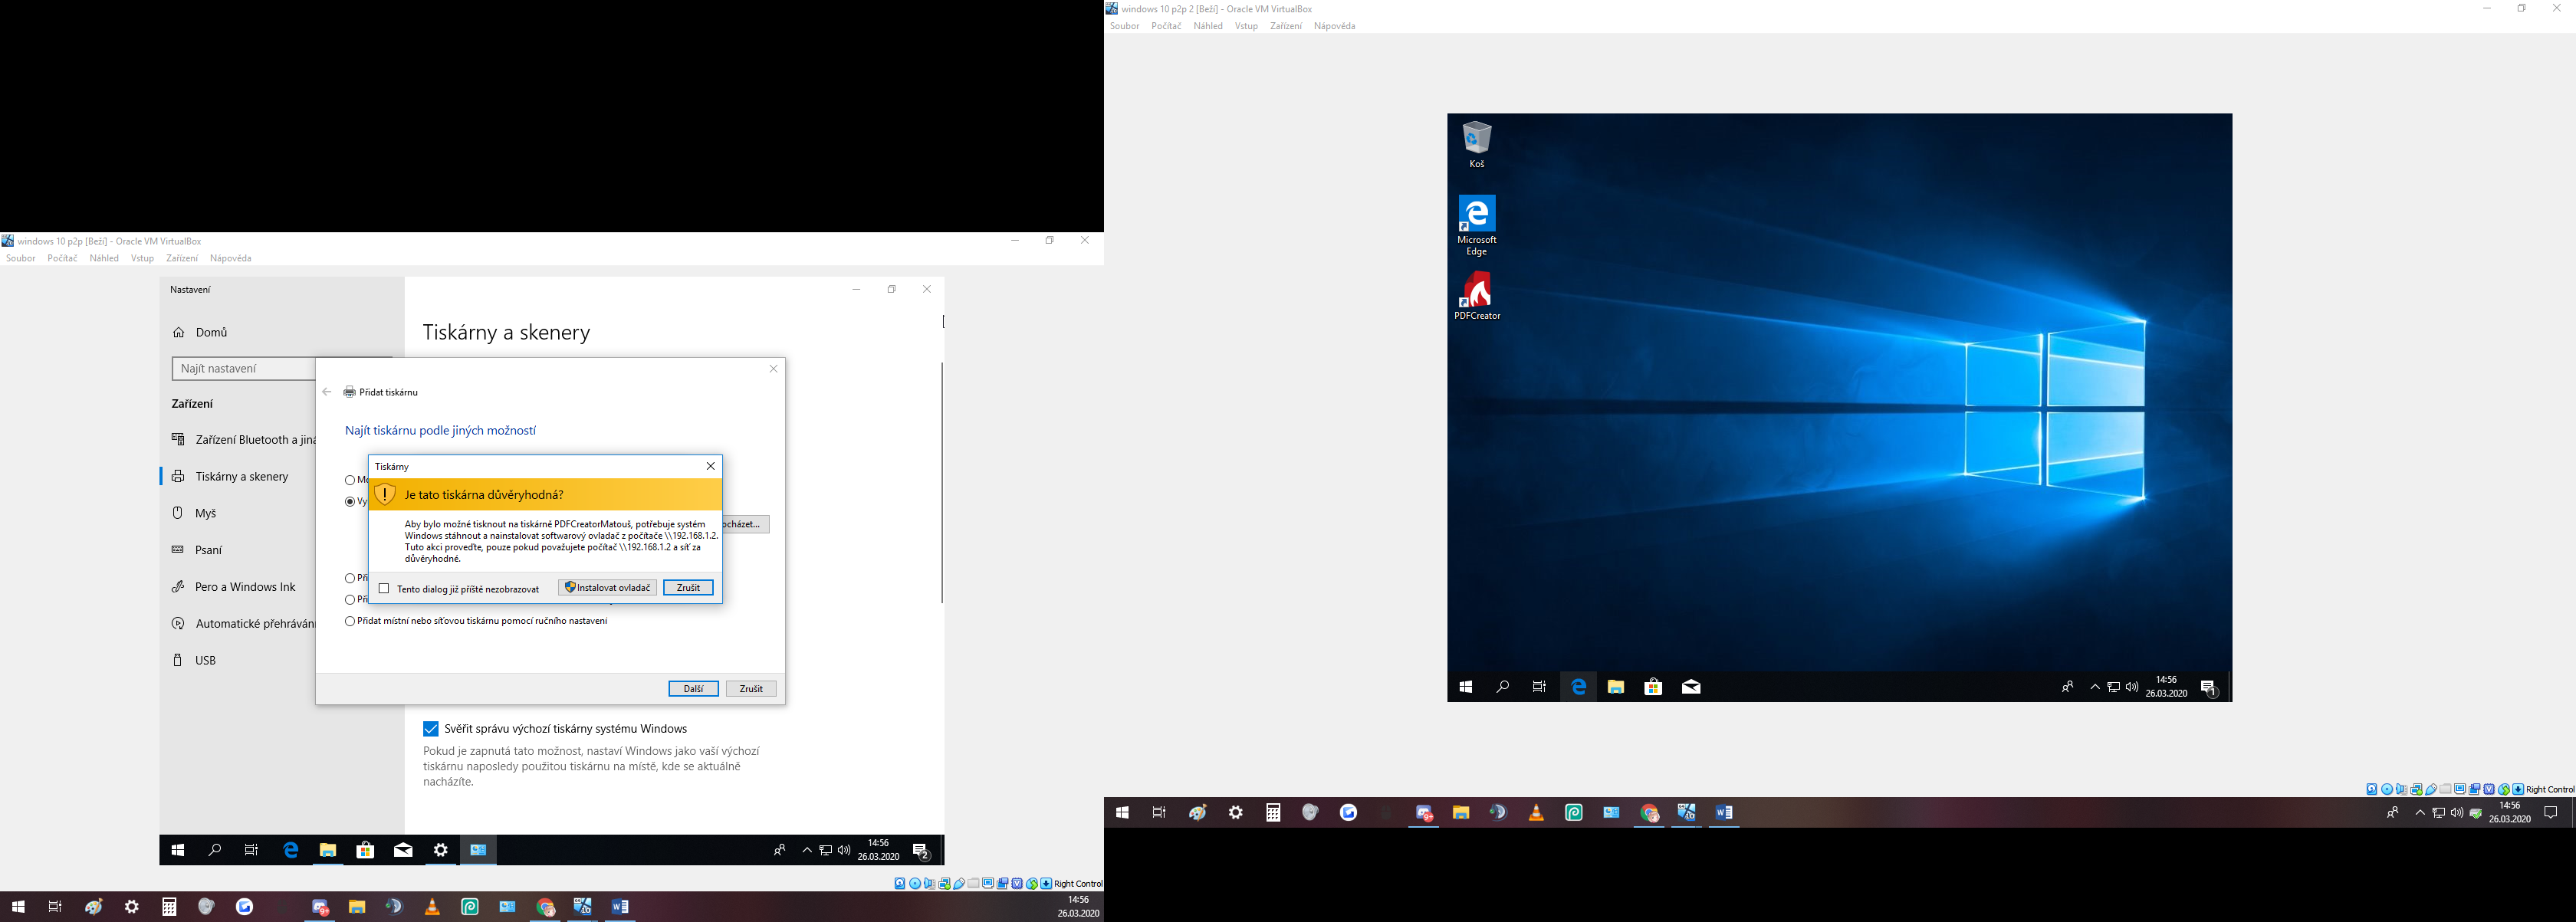 windows 10 p2p [Beží] - Oracle VM VirtualBox
Soubor Počítač Náhled Vstup Zařízení Nápověda
Nastavení
Domů
Najít nastavení
Zařízení
Zařízení Bluetooth a jiná
Tiskárny a skenery
Myš
Psaní
Pero a Windows Ink
Automatické přehrávání
USB
Tiskárny a skenery
Přidat tiskárnu
Najít tiskárnu podle jiných možností
Vy
ocházet...
Tiskárny
Je tato tiskárna důvěryhodná?
Aby bylo možné tisknout na tiskárně PDFCreatorMatouš, potřebuje systém
Windows stáhnout a nainstalovat softwarový ovladač z počítače \\192.168.1.2.
Tuto akci proveďte, pouze pokud považujete počítač \\192.168.1.2 a síť za
důvěryhodné.
Tento dialog již příště nezobrazovat
Instalovat ovladač
Zrušit
Při
Při
Přidat místní nebo síťovou tiskárnu pomocí ručního nastavení
Další
Zrušit
Svěřit správu výchozí tiskárny systému Windows
Pokud je zapnutá tato možnost, nastaví Windows jako vaší výchozí
tiskárnu naposledy použitou tiskárnu na místě, kde se aktuálně
nacházíte.
14:56
26.03.2020
2
Right Control
9+
14:56
26.03.2020
windows 10 p2p 2 [Beží] - Oracle VM VirtualBox
Soubor Počítač Náhled Vstup Zařízení Nápověda
Koš
Microsoft
Edge
PDFCreator
14:56
26.03.2020
1
Right Control
9+
14:56
26.03.2020